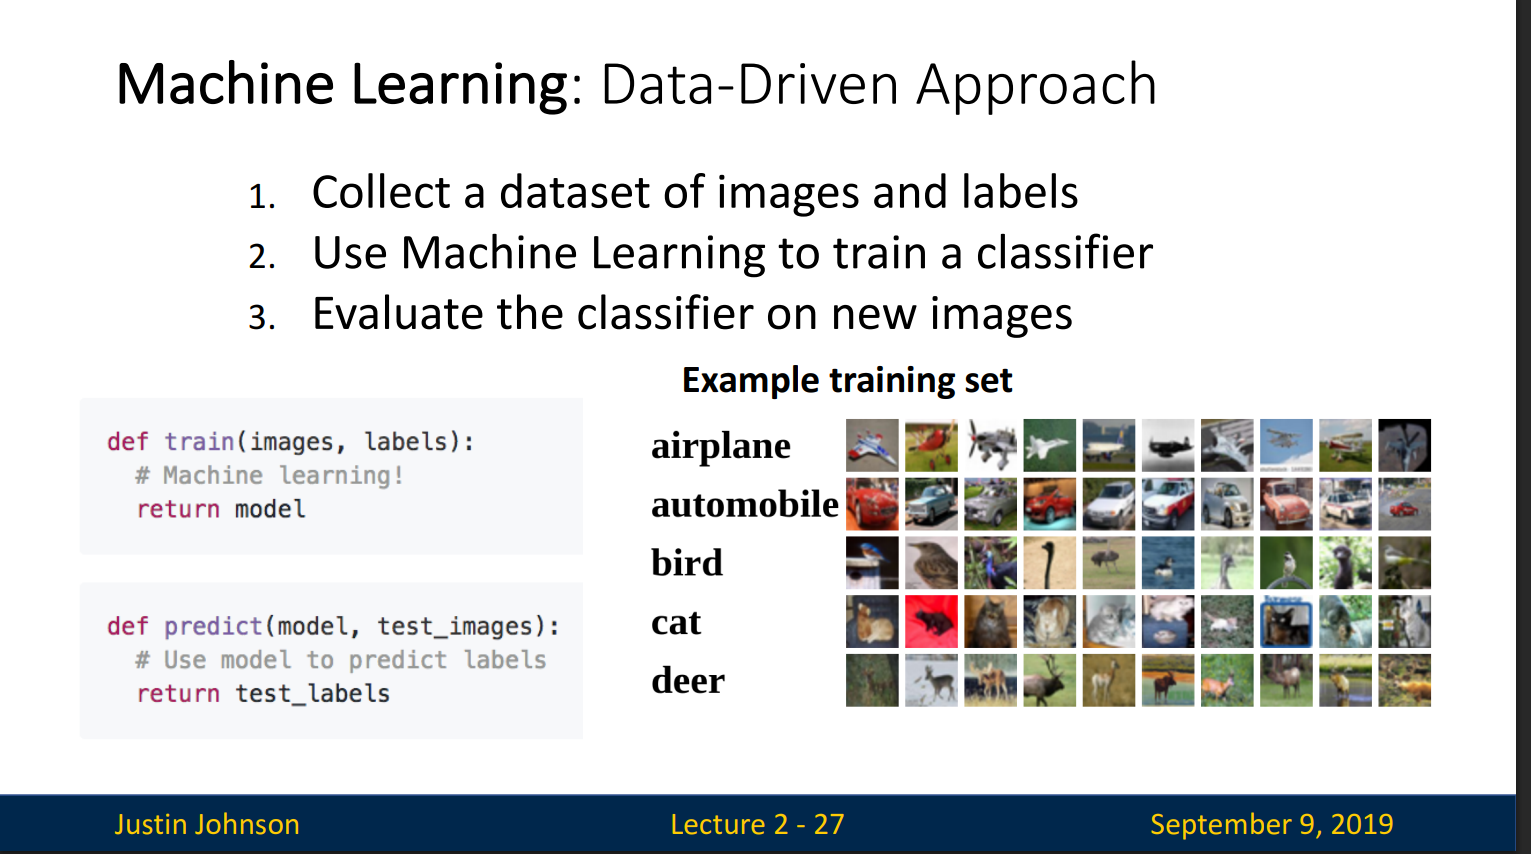 Machine Learning: Data-Driven Approach
1. Collect a dataset of images and labels
2. Use Machine Learning to train a classifier
3. Evaluate the classifier on new images
def train(images, labels):
# Machine learning!
return model
def predict(model, test_images):
# Use model to predict labels
return test_labels
Example training set
airplane
automobile
bird
cat
deer
Justin Johnson
Lecture 2 - 27
September 9, 2019